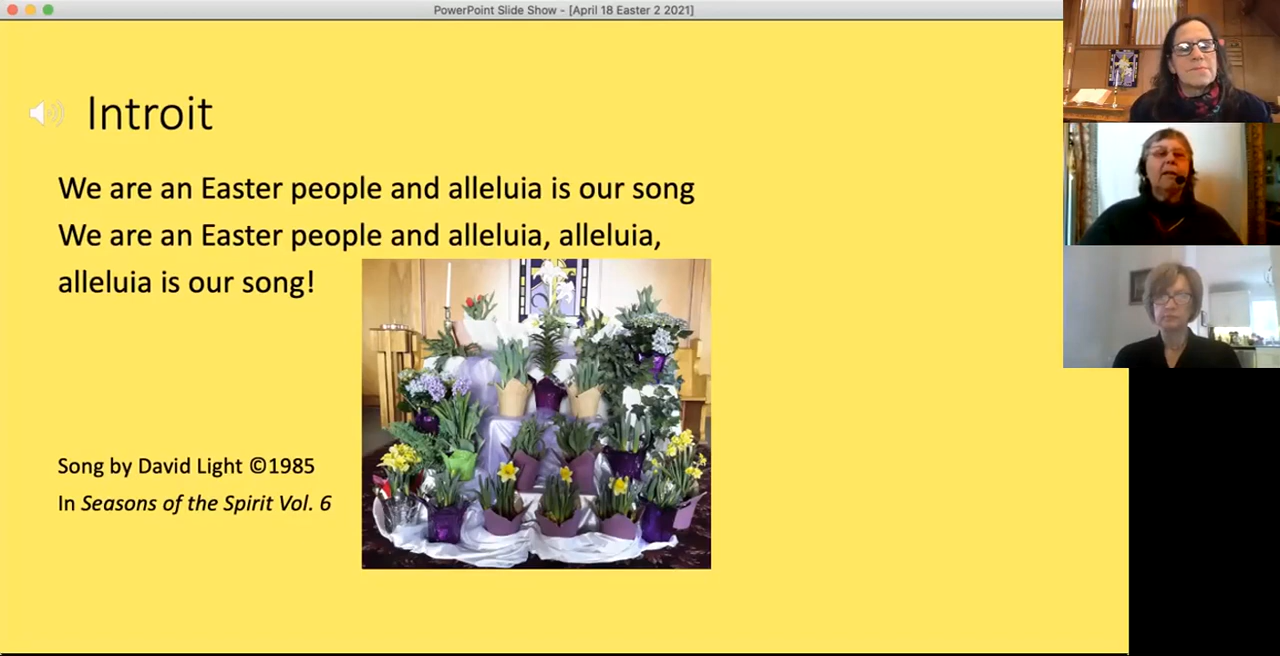 PowerPoint Slide Show - [April 18 Easter 2 2021]
Introit
We are an Easter people and alleluia is our song
We are an Easter people and alleluia, alleluia,
alleluia is our song!
Song by David Light ©1985
In Seasons of the Spirit Vol. 6